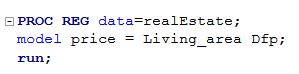 PROC REG data=realEstate;
model price = Living_area Dfp;
run;